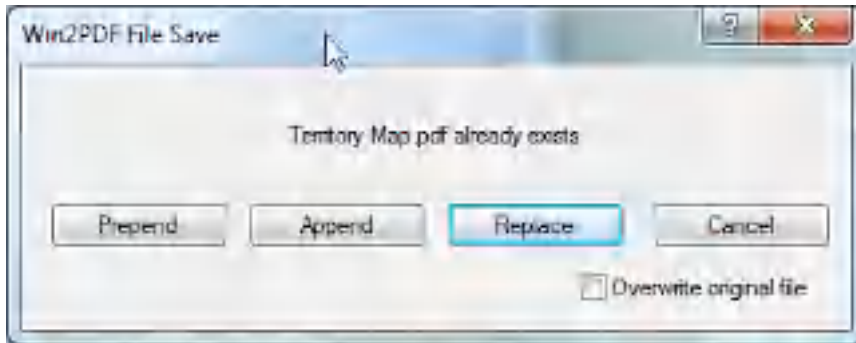 Win2PDF File Save
Territory Map.pdf already exists
Prepend Append Replace Cancel
Overwrite original file